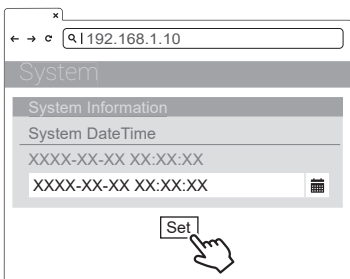 192.168.1.10
System
System Information
System DateTime
XXXX-XX-XX XX:XX:XX
XXXX-XX-XX XX:XX:XX
Set